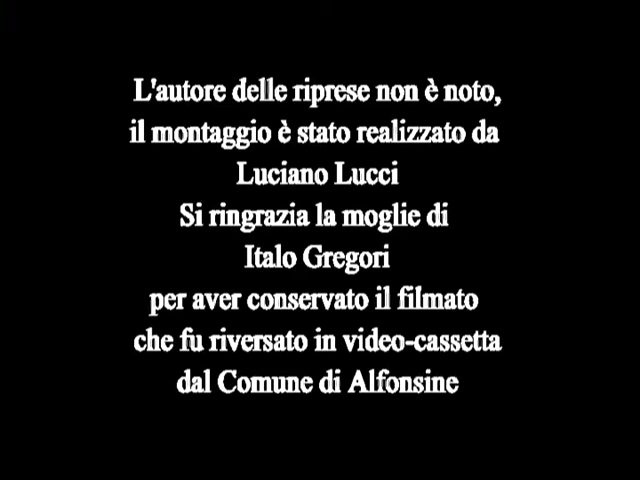 L'autore delle riprese non è noto,
il montaggio è stato realizzato da
Luciano Lucci
Si ringrazia la moglie di
Italo Gregori
per aver conservato il filmato
che fu riversato in video-cassetta
dal Comune di Alfonsine